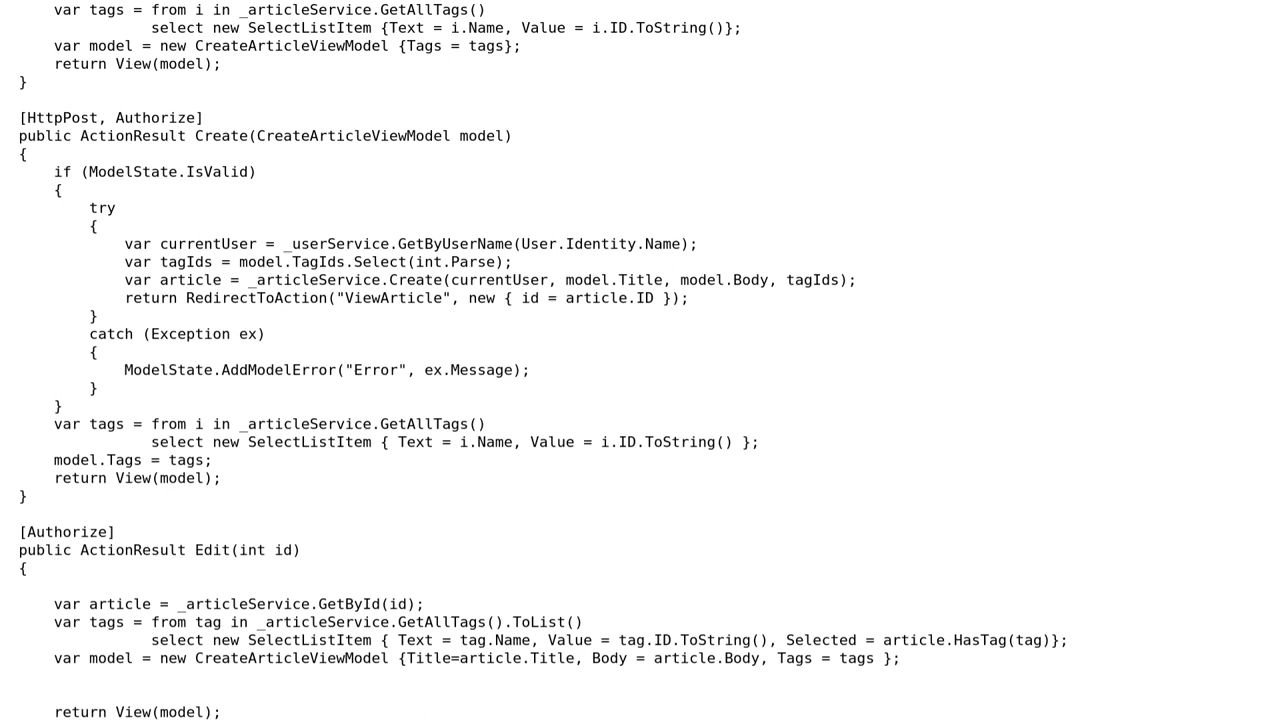 var tags = from i in _articleService.GetAllTags()
select new SelectListItem {Text = i.Name, Value = i.ID.ToString()};
var model = new CreateArticleViewModel {Tags = tags};
return View(model);
}
[HttpPost, Authorize]
public ActionResult Create(CreateArticleViewModel model)
{
if (ModelState.IsValid)
{
try
{
var currentUser = _userService.GetByUserName(User.Identity.Name);
var tagIds = model.TagIds.Select(int.Parse);
var article = _articleService.Create(currentUser, model.Title, model.Body, tagIds);
return RedirectToAction("ViewArticle", new { id = article.ID });
}
catch (Exception ex)
{
ModelState.AddModelError("Error", ex.Message);
}
}
var tags = from i in _articleService.GetAllTags()
select new SelectListItem { Text = i.Name, Value = i.ID.ToString() };
model.Tags = tags;
return View(model);
}
[Authorize]
public ActionResult Edit(int id)
{
var article = _articleService.GetById(id);
var tags = from tag in _articleService.GetAllTags().ToList()
select new SelectListItem { Text = tag.Name, Value = tag.ID.ToString(), Selected = article.HasTag(tag)};
var model = new CreateArticleViewModel {Title=article.Title, Body = article.Body, Tags = tags };
return View(model);